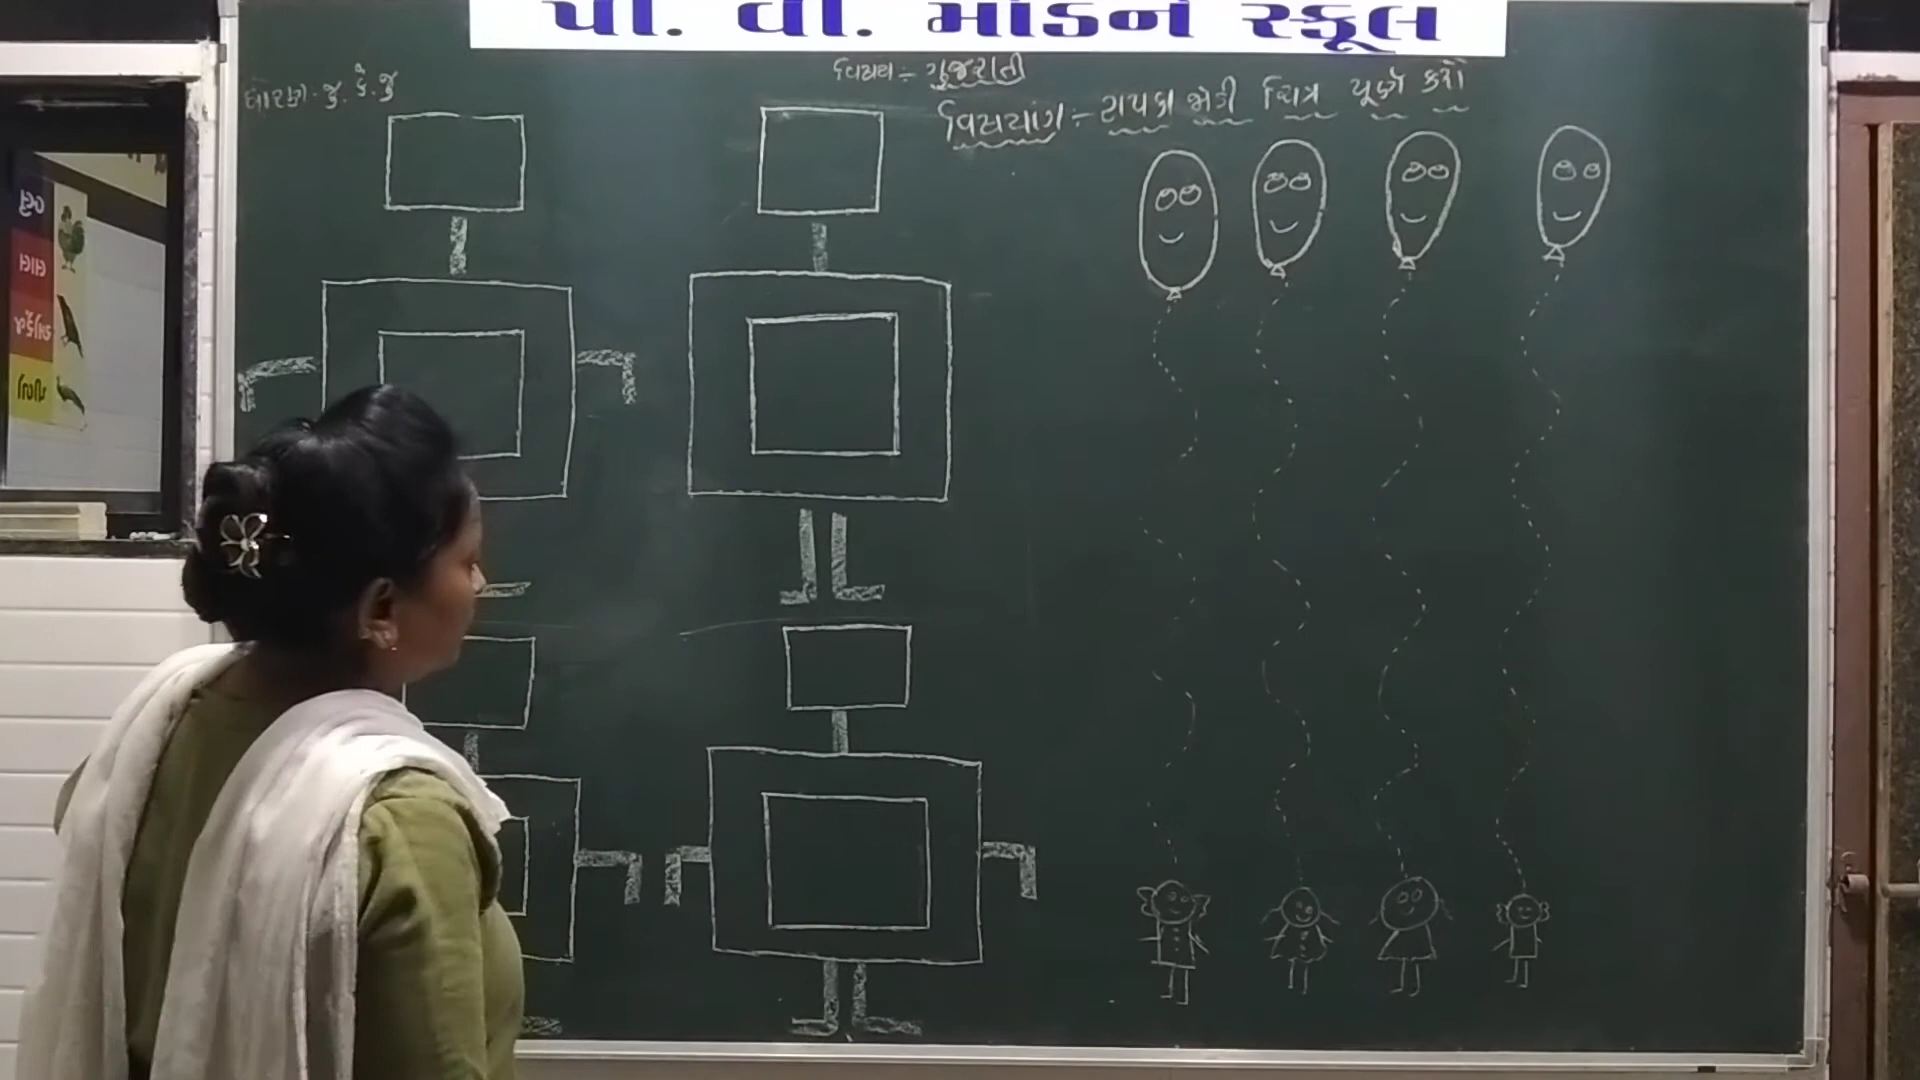 પી. વી. મોડર્ન સ્કૂલ
વિષય :- ગુજરાતી
ધોરણ - જુ. કે. જી
વિષયાંગ :- ટપકા જોડી ચિત્ર પૂર્ણ કરો
લાલ
પીળો